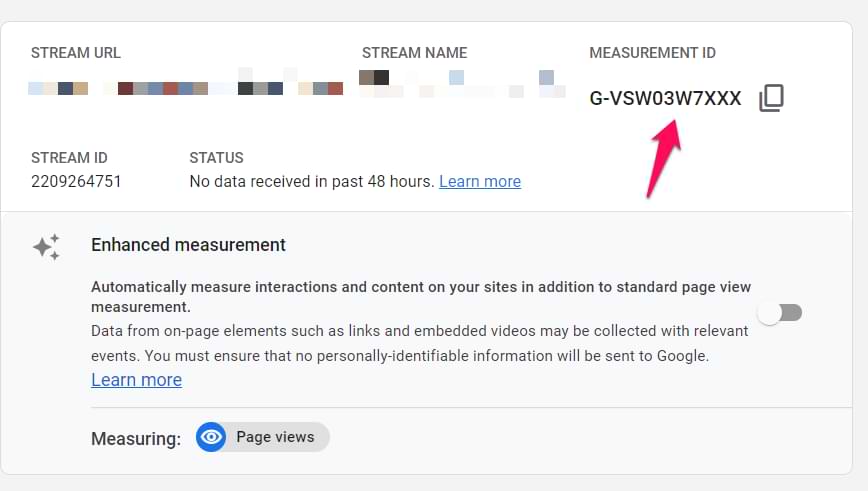 STREAM URL
STREAM NAME
MEASUREMENT ID
G-VSW03W7XXX
STREAM ID
STATUS
2209264751
No data received in past 48 hours. Learn more
Enhanced measurement
Automatically measure interactions and content on your sites in addition to standard page view
measurement.
Data from on-page elements such as links and embedded videos may be collected with relevant
events. You must ensure that no personally-identifiable information will be sent to Google.
Learn more
Measuring:
Page views